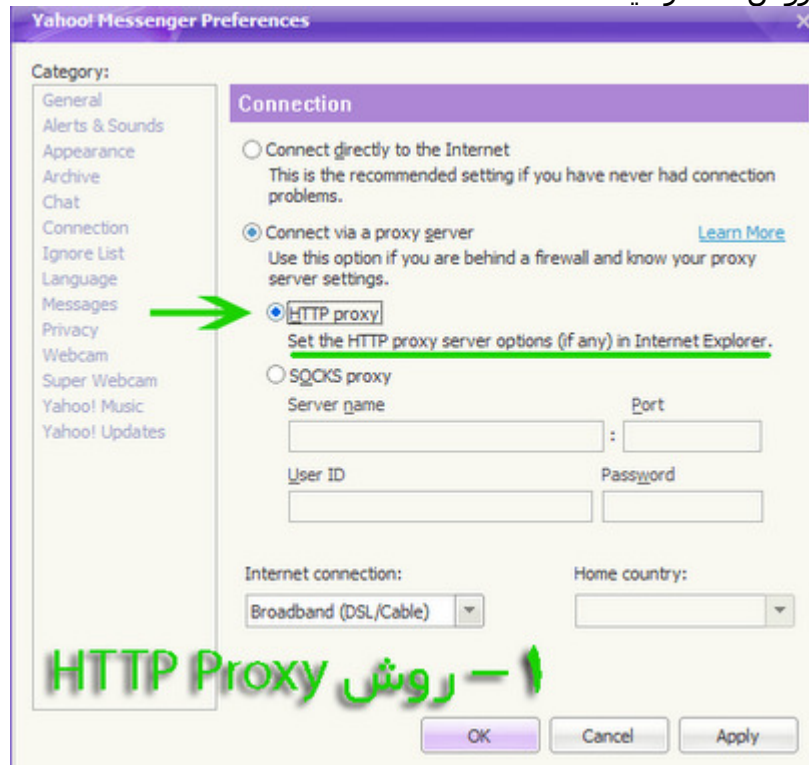 Yahoo! Messenger Preferences
Category:
General
Alerts & Sounds
Appearance
Archive
Chat
Connection
Ignore List
Language
Messages
Privacy
Webcam
Super Webcam
Yahoo! Music
Yahoo! Updates
Connection
Connect directly to the Internet
This is the recommended setting if you have never had connection
problems.
Connect via a proxy server
Learn More
Use this option if you are behind a firewall and know your proxy
server settings.
HTTP proxy
Set the HTTP proxy server options (if any) in Internet Explorer.
SOCKS proxy
Server name
Port
:
User ID
Password
Internet connection:
Home country:
Broadband (DSL/Cable)
۱ – روش HTTP Proxy
OK
Cancel
Apply